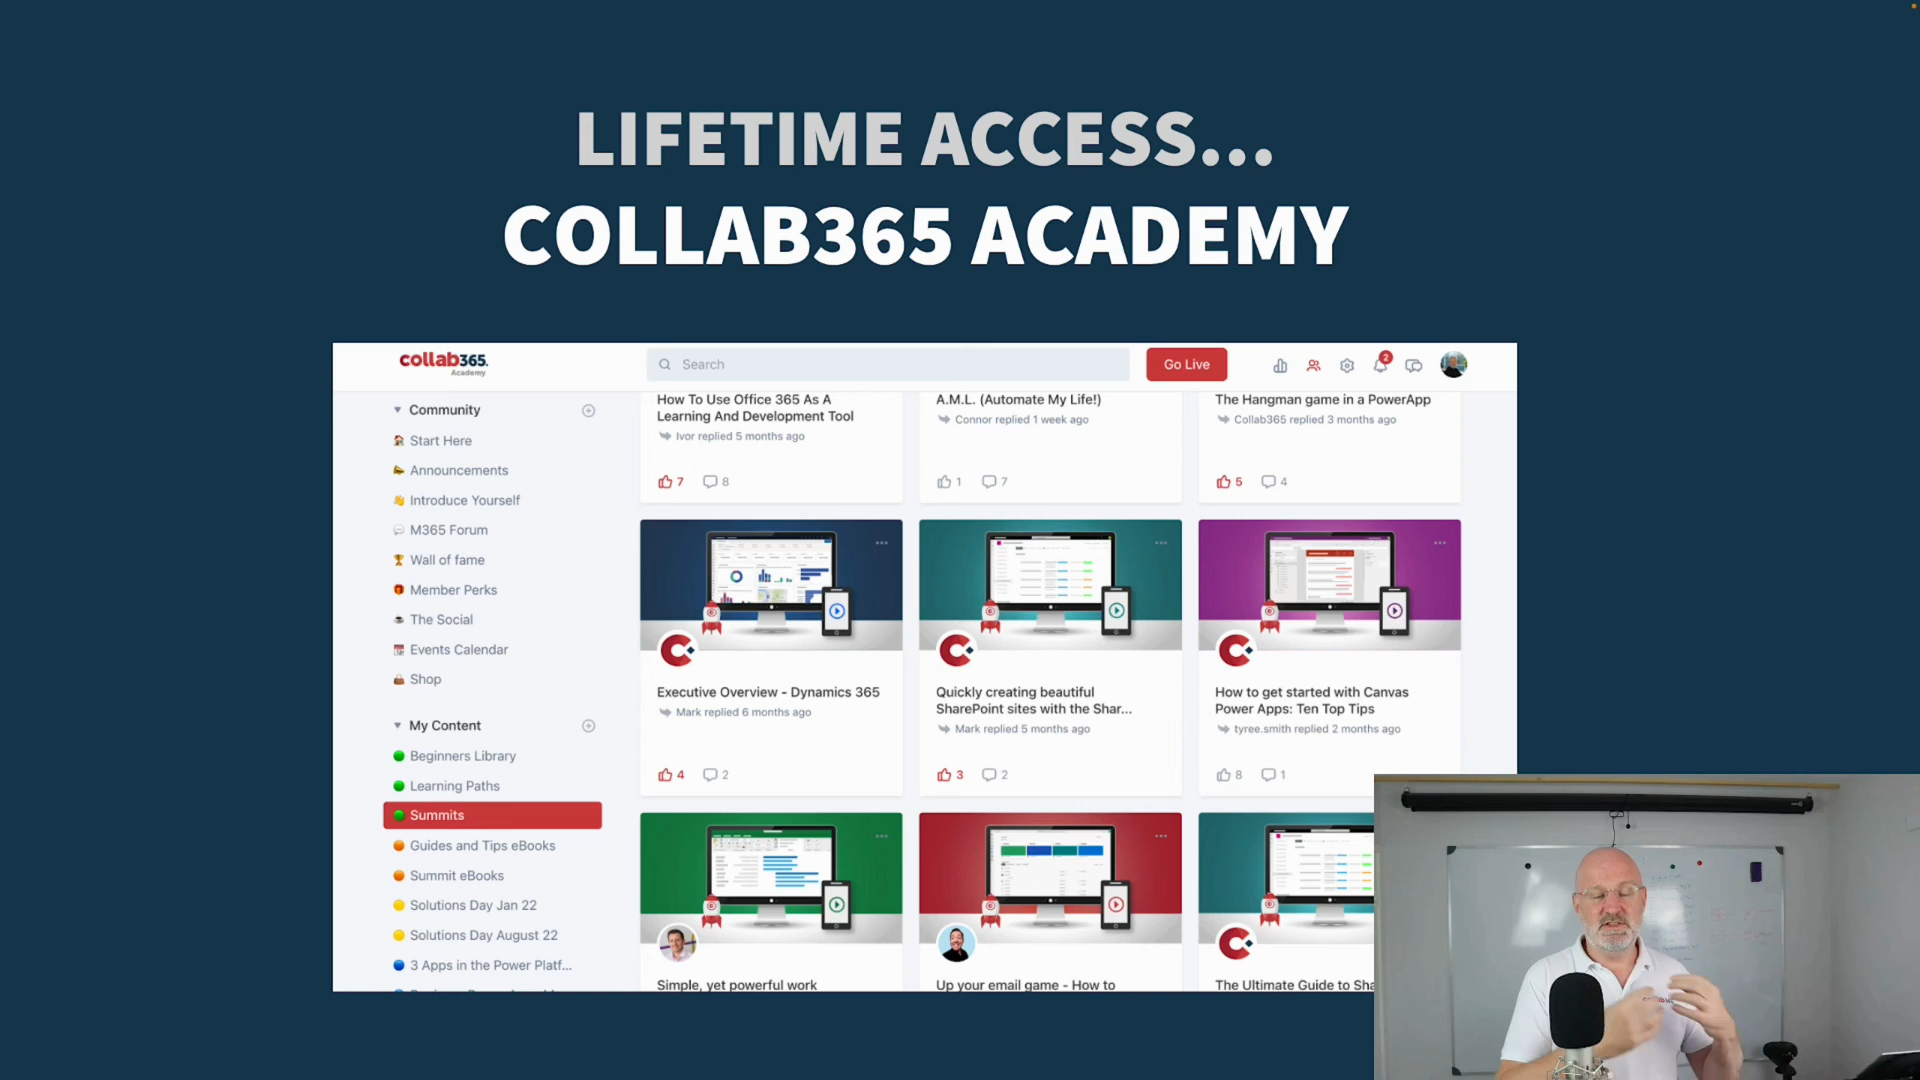 LIFETIME ACCESS...
COLLAB365 ACADEMY
collab365.
Academy
Search
Go Live
2
Community
Start Here
Announcements
Introduce Yourself
M365 Forum
Wall of fame
Member Perks
The Social
Events Calendar
Shop
My Content
Beginners Library
Learning Paths
Summits
Guides and Tips eBooks
Summit eBooks
Solutions Day Jan 22
Solutions Day August 22
3 Apps in the Power Platf...
How To Use Office 365 As A
Learning And Development Tool
Ivor replied 5 months ago
7
8
A.M.L. (Automate My Life!)
Connor replied 1 week ago
1
7
The Hangman game in a PowerApp
Collab365 replied 3 months ago
5
4
Executive Overview - Dynamics 365
Mark replied 6 months ago
4
2
Quickly creating beautiful
SharePoint sites with the Shar...
Mark replied 5 months ago
3
2
How to get started with Canvas
Power Apps: Ten Top Tips
tyree.smith replied 2 months ago
8
1
Simple, yet powerful work
Up your email game - How to
The Ultimate Guide to Sha